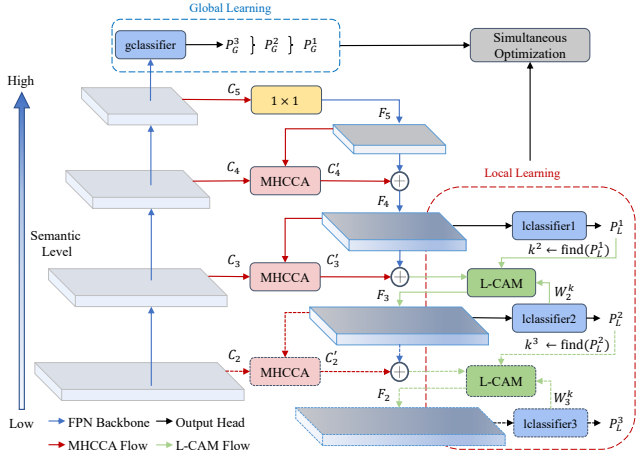 Global Learning
gclassifier
P_G^3 } P_G^2 } P_G^1
Simultaneous
Optimization
High
C_5
1 × 1
F_5
C_4
MHCCA
C_4'
F_4
Local Learning
lclassifier1
P_L^1
k^2 ← find(P_L^1)
Semantic
Level
C_3
MHCCA
C_3'
L-CAM
F_3
W_2^k
lclassifier2
P_L^2
k^3 ← find(P_L^2)
C_2
MHCCA
C_2'
L-CAM
F_2
W_3^k
Low
lclassifier3
P_L^3
FPN Backbone
Output Head
MHCCA Flow
L-CAM Flow